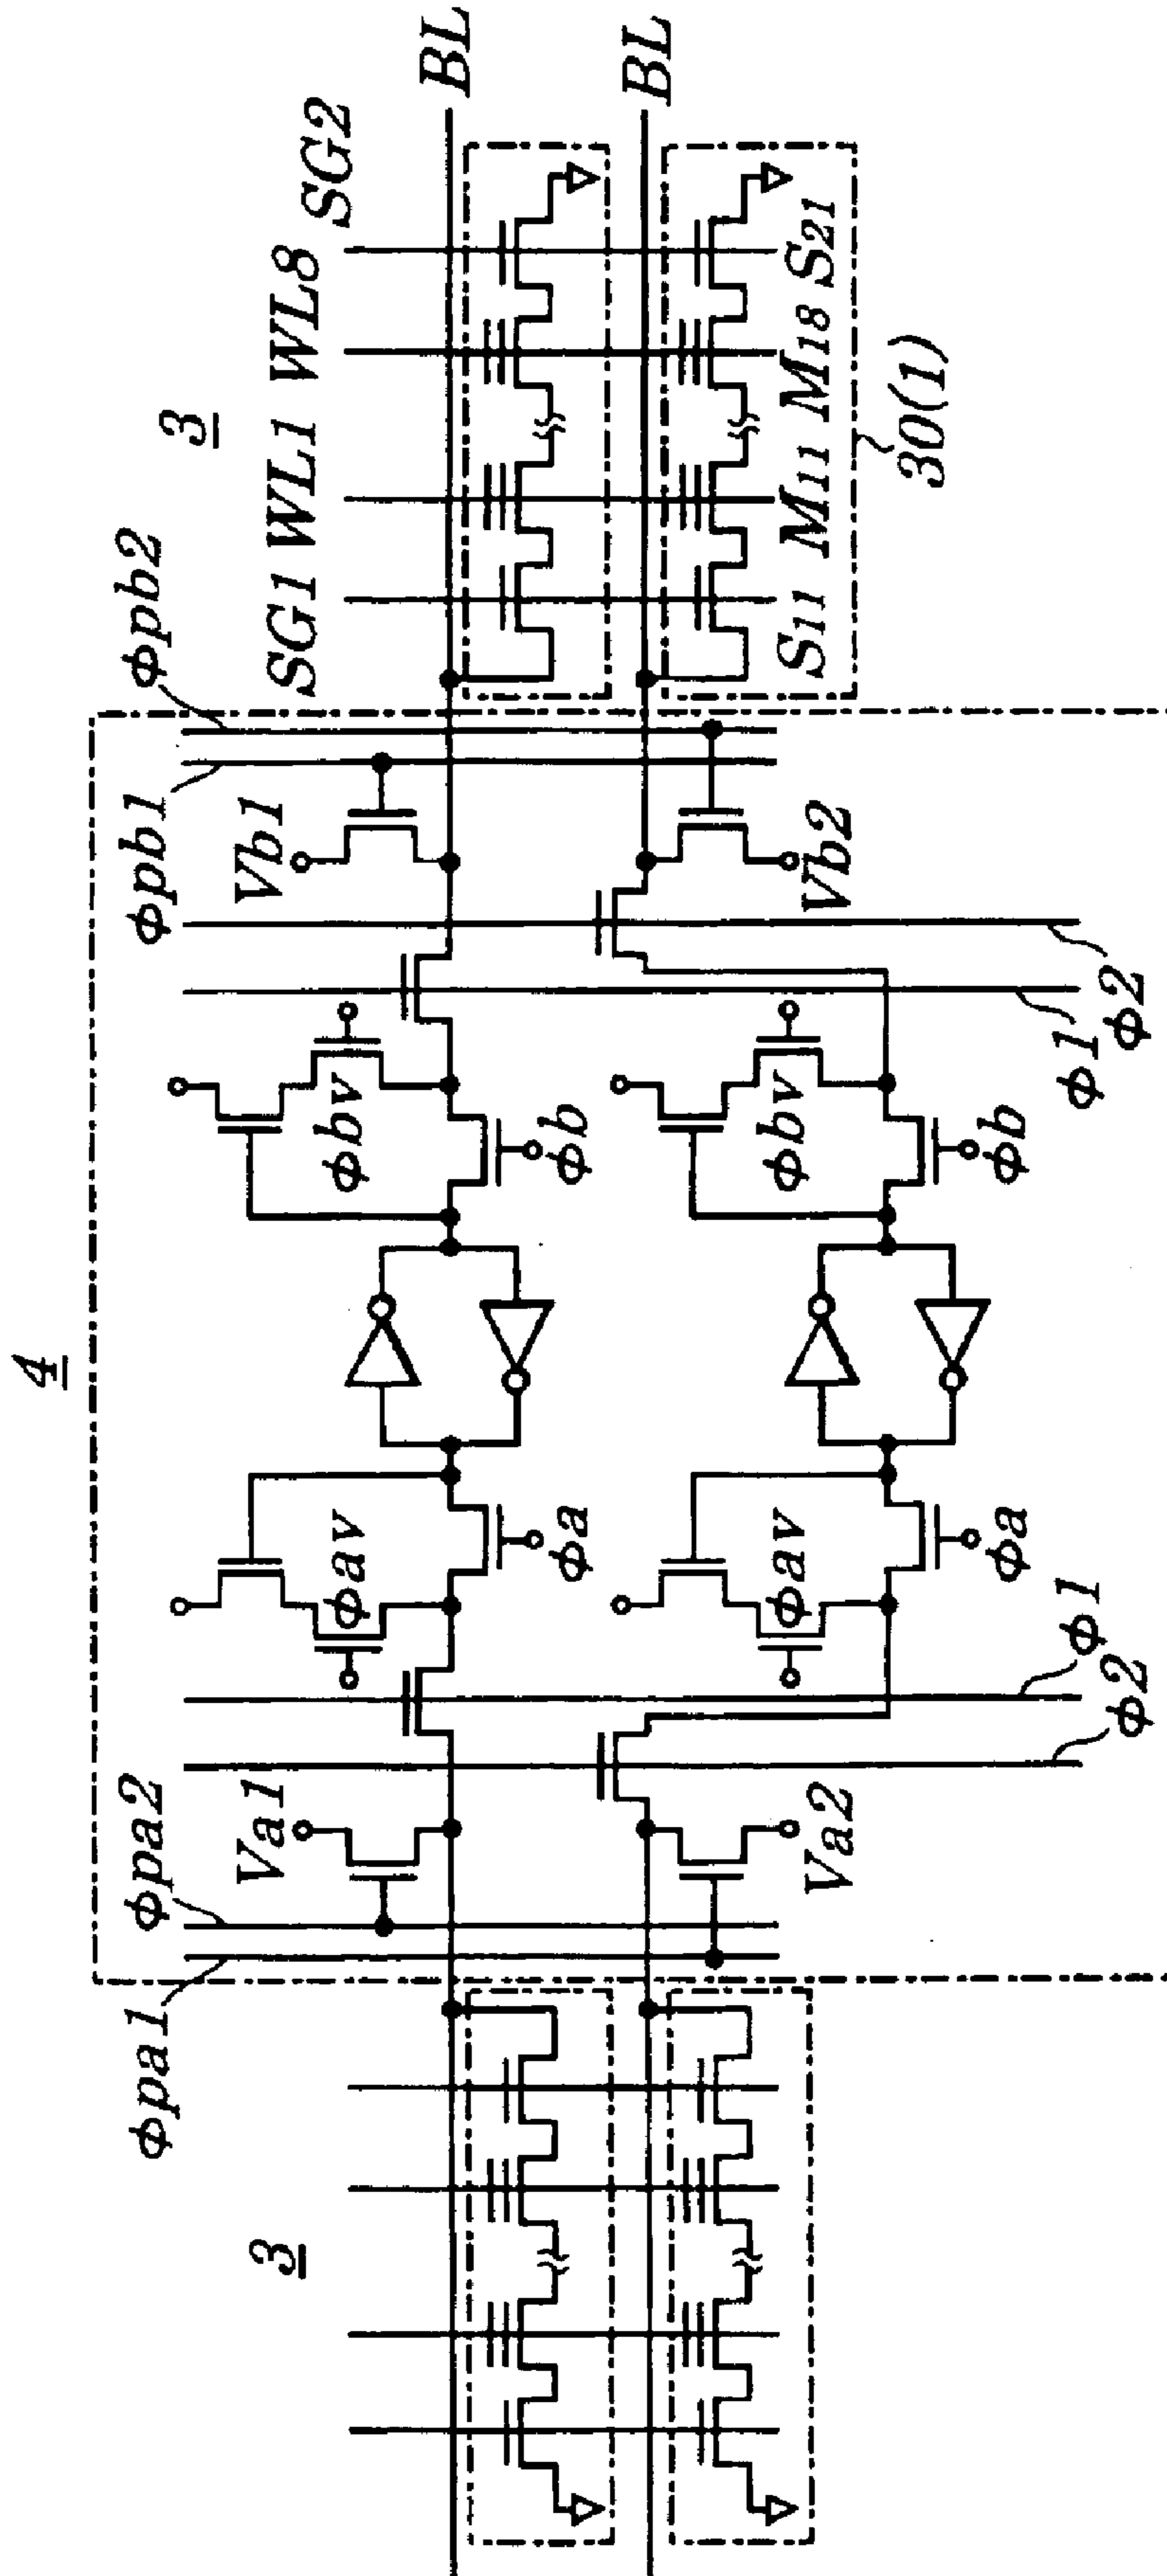 4
Φpa1
Φpa2
Φpb1
Φpb2
3
3
Va1
Vb1
SG1 WL1 WL8 SG2
Φav
Φbv
BL
Φa
Φb
BL
Φav
Φbv
Va2
Vb2
S11 M11 M18 S21
30(1)
Φa
Φb
Φ2
Φ1
Φ1
Φ2